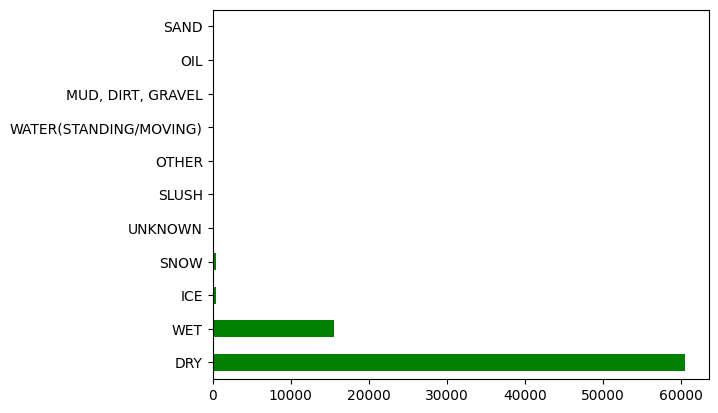 SAND
OIL
MUD, DIRT, GRAVEL
WATER(STANDING/MOVING)
OTHER
SLUSH
UNKNOWN
SNOW
ICE
WET
DRY
0 10000 20000 30000 40000 50000 60000